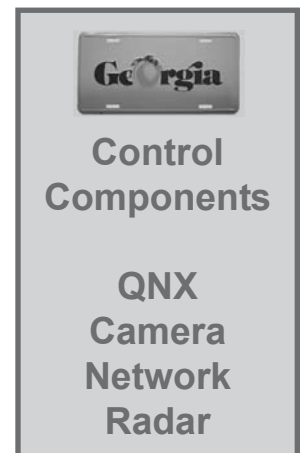 Georgia
Control
Components
QNX
Camera
Network
Radar